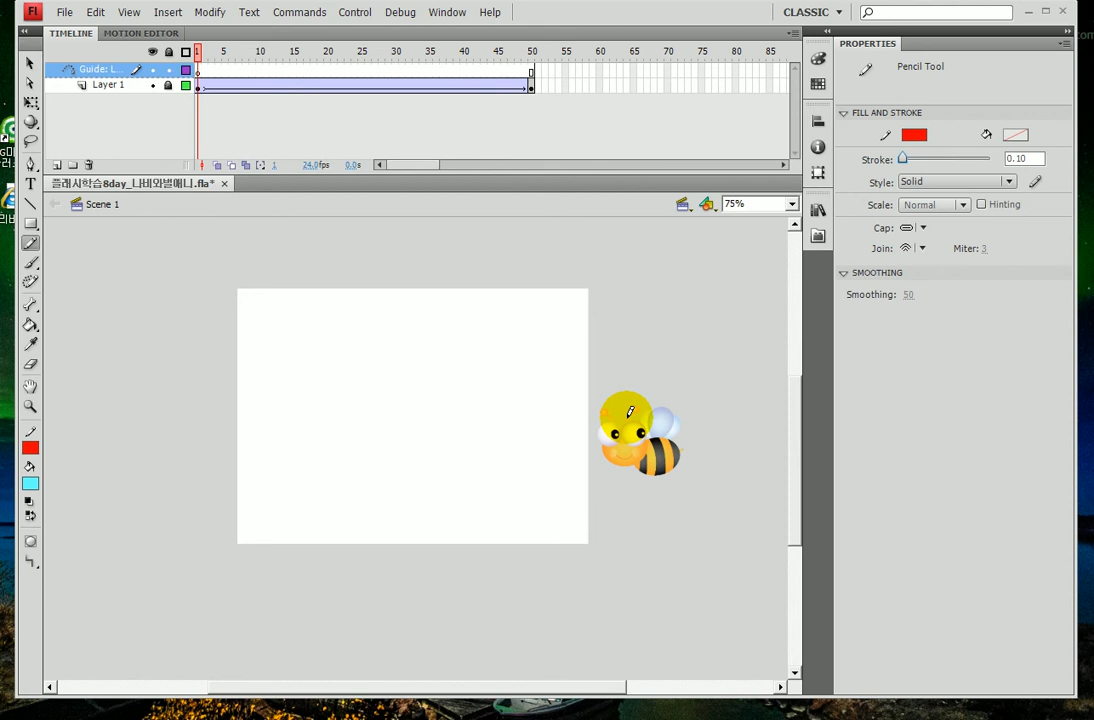 Fl File Edit View Insert Modify Text Commands Control Debug Window Help CLASSIC
TIMELINE MOTION EDITOR
PROPERTIES
1 5 10 15 20 25 30 35 40 45 50 55 60 65 70 75 80 85
Guide: L...
Layer 1
Pencil Tool
FILL AND STROKE
Stroke: 0.10
1 24.0fps 0.0s
Style: Solid
플래시학습8day_나비와벌애니.fla*
Scene 1 75%
Scale: Normal Hinting
Cap:
Join: Miter: 3
SMOOTHING
Smoothing: 50
T